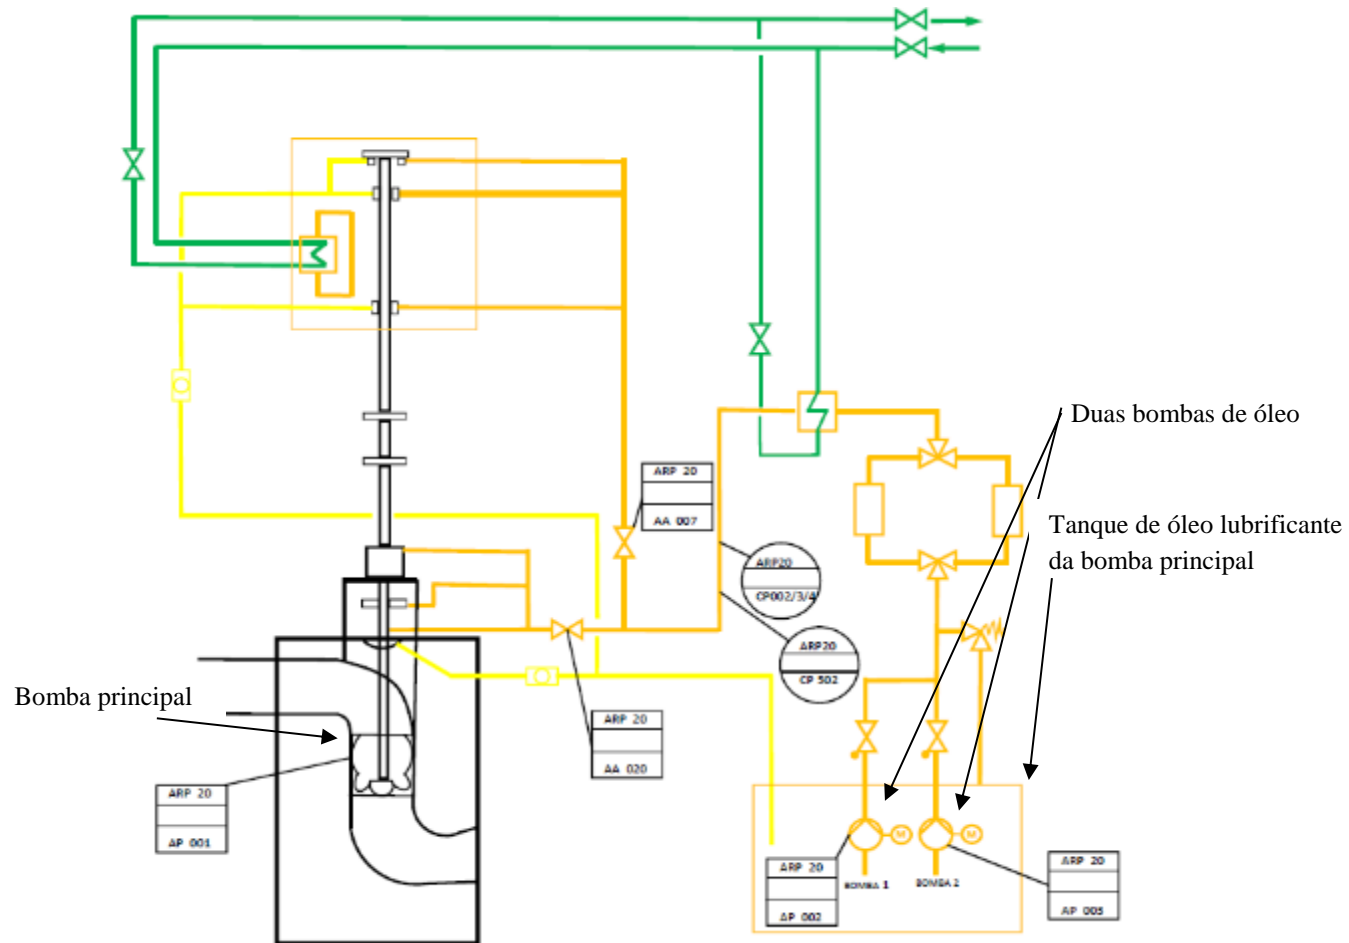 Duas bombas de óleo
ARP 20
AA 007
Tanque de óleo lubrificante
da bomba principal
ARP20
CP002/3/4
ARP20
CP 502
Bomba principal
ARP 20
AA 020
ARP 20
AP 001
M
M
ARP 20
AP 002
BOMBA 1
BOMBA 2
ARP 20
AP 003